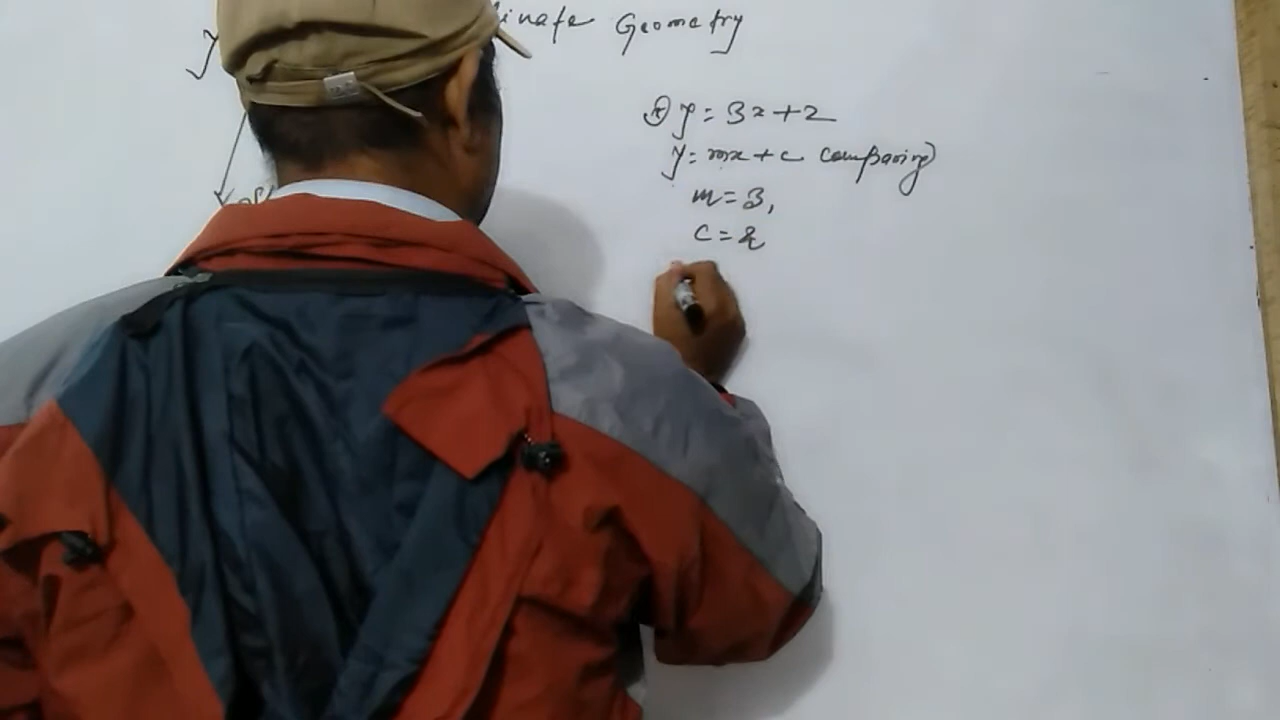 Geometry
y = 3x + 2
y = mx + c comparing
m = 3,
c = 2